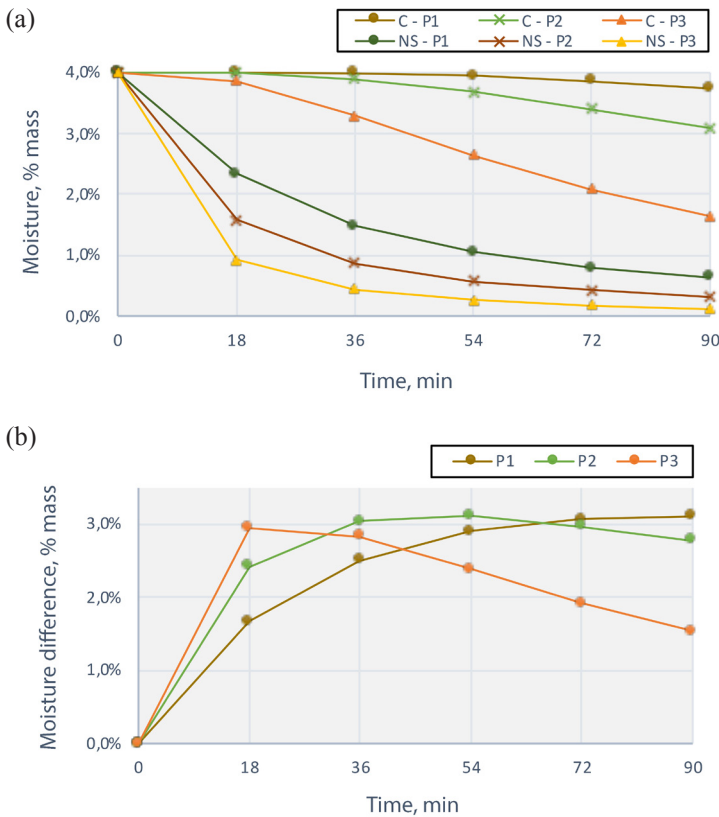 (a)
C - P1 C - P2 C - P3
NS - P1 NS - P2 NS - P3
4,0%
3,0%
2,0%
1,0%
0,0%
Moisture, % mass
0 18 36 54 72 90
Time, min
(b)
P1 P2 P3
3,0%
2,0%
1,0%
0,0%
Moisture difference, % mass
0 18 36 54 72 90
Time, min